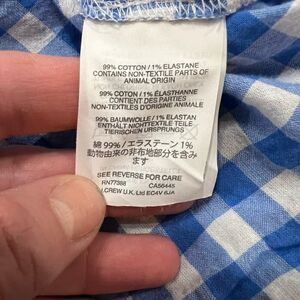 99% COTTON / 1% ELASTANE
CONTAINS NON-TEXTILE PARTS OF
ANIMAL ORIGIN
99% COTON / 1% ÉLASTHANNE
CONTIENT DES PARTIES
NON-TEXTILES D'ORIGINE ANIMALE
99% BAUMWOLLE / 1% ELASTAN
ENTHÄLT NICHTTEXTILE TEILE
TIERISCHEN URSPRUNGS
綿 99% / エラステーン 1%
動物由来の非布地部分を含み
ます
SEE REVERSE FOR CARE
RN77388 CA56445
J.CREW U.K. Ltd EC4V 6JA